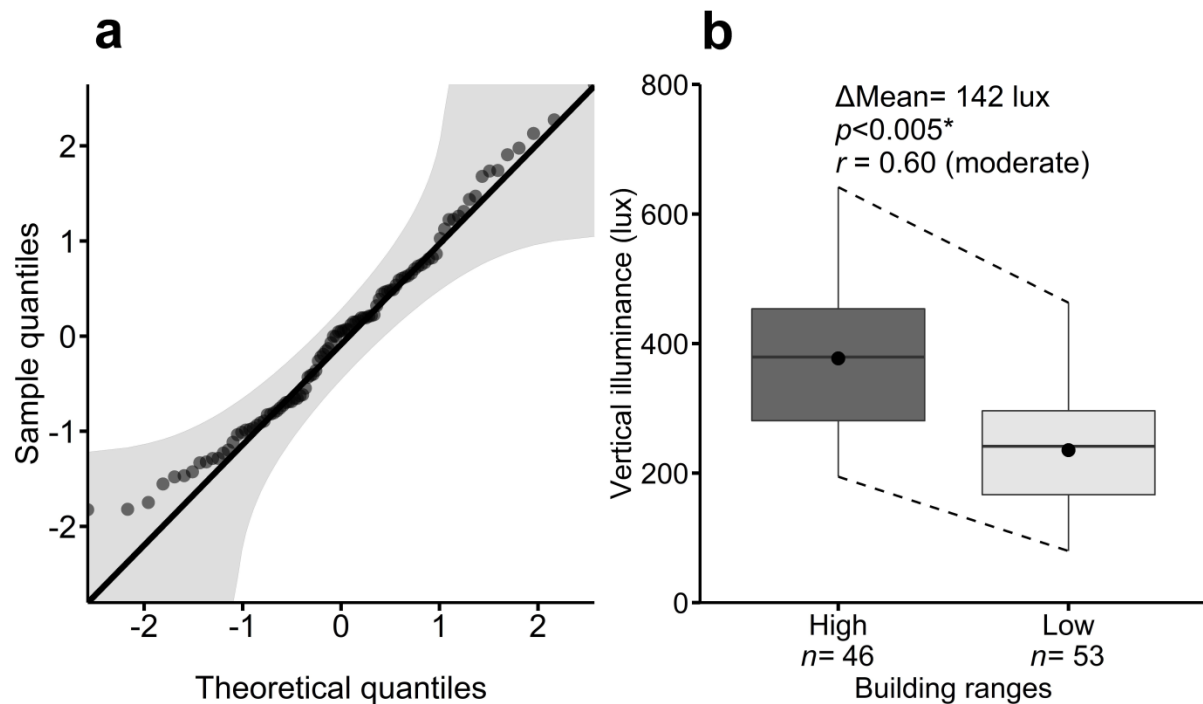 a
Sample quantiles
2
1
0
-1
-2
-2 -1 0 1 2
Theoretical quantiles
b
Vertical illuminance (lux)
800
600
400
200
0
ΔMean= 142 lux
p<0.005*
r = 0.60 (moderate)
High Low
n= 46 n= 53
Building ranges